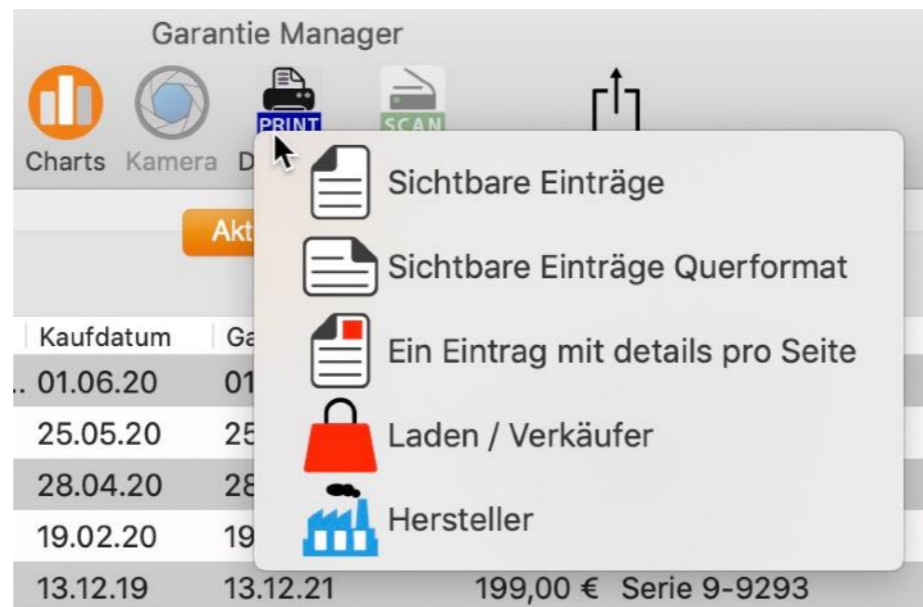 Garantie Manager
PRINT
SCAN
Charts Kamera D
Sichtbare Einträge
Akt
Sichtbare Einträge Querformat
Kaufdatum Ga
Ein Eintrag mit details pro Seite
.. 01.06.20 01
25.05.20 25
Laden / Verkäufer
28.04.20 28
19.02.20 19
Hersteller
13.12.19 13.12.21 199,00 € Serie 9-9293